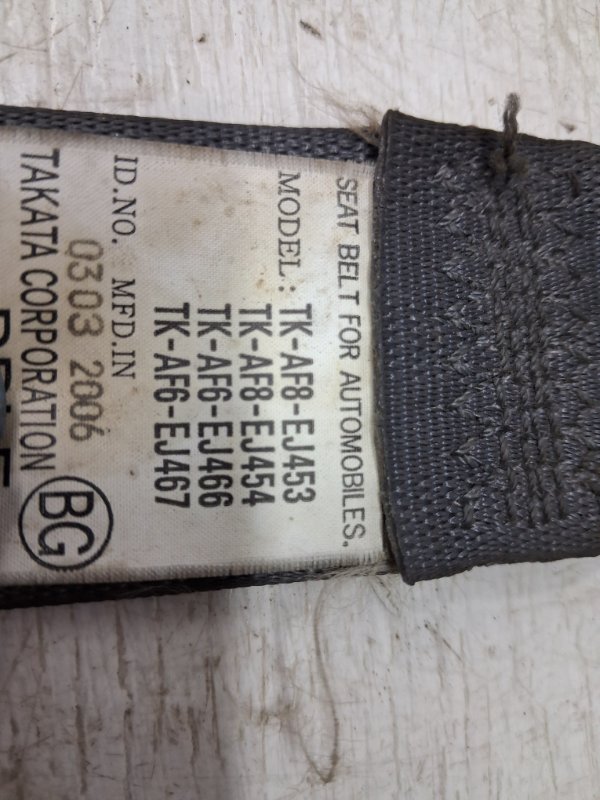 SEAT BELT FOR AUTOMOBILES.
MODEL: TK-AF8-EJ453
TK-AF8-EJ454
TK-AF6-EJ466
TK-AF6-EJ467
ID.NO. MFD.IN
0303 2006
TAKATA CORPORATION BG